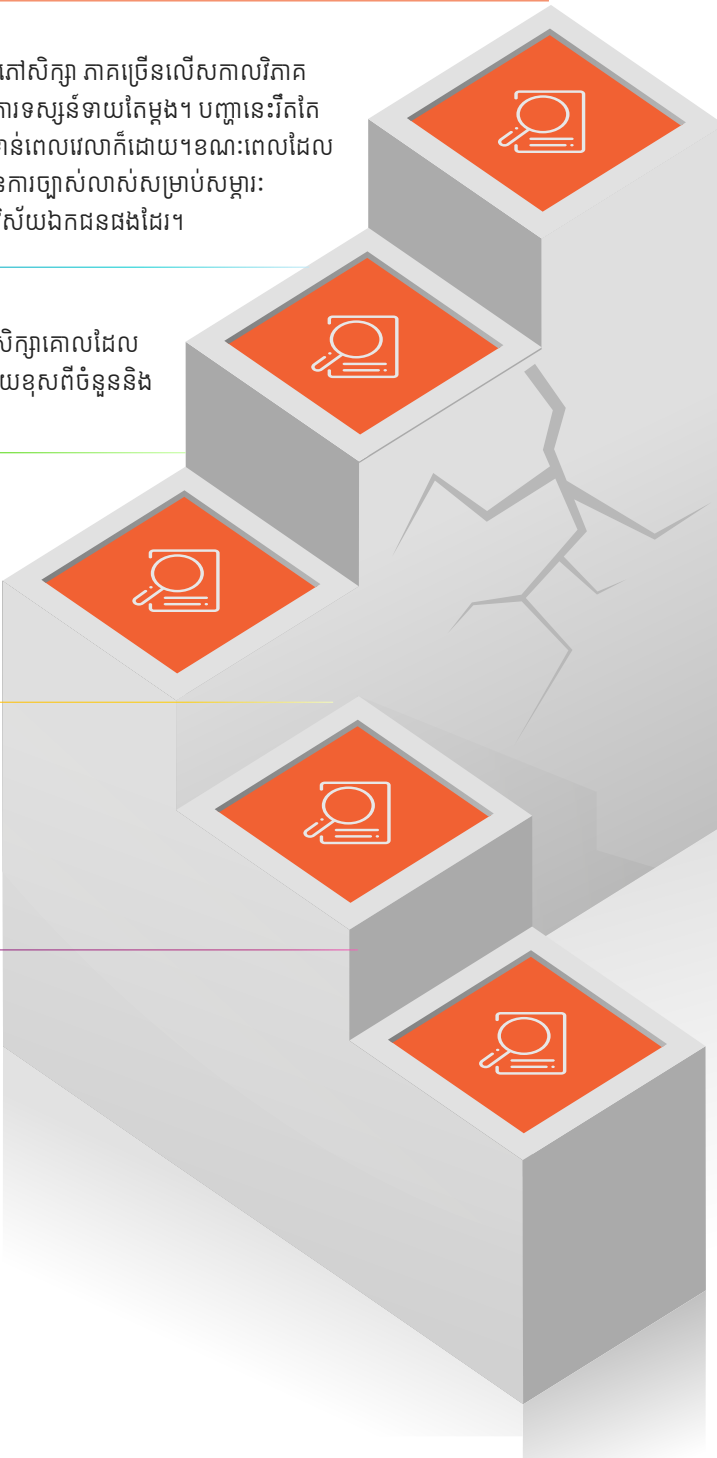 ភៅសិក្សា ភាគច្រើនលើសកាលវិភាគ
ការទស្សន៍ទាយតែម្តង។ បញ្ហានេះរឹតតែ
ទាន់ពេលវេលាក៏ដោយ។ខណៈពេលដែល
នការច្បាស់លាស់សម្រាប់សម្ភារៈ
វិស័យឯកជនផងដែរ។
សិក្សាគោលដែល
យខុសពីចំនួននិង